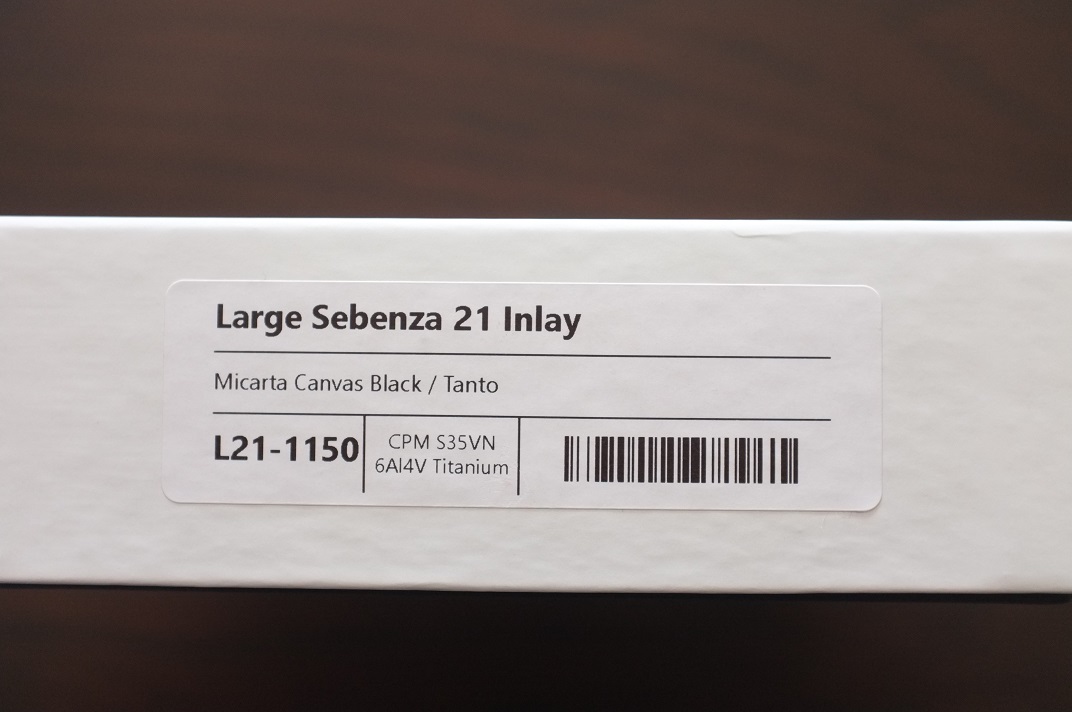 Large Sebenza 21 Inlay
Micarta Canvas Black / Tanto
L21-1150
CPM S35VN
6Al4V Titanium